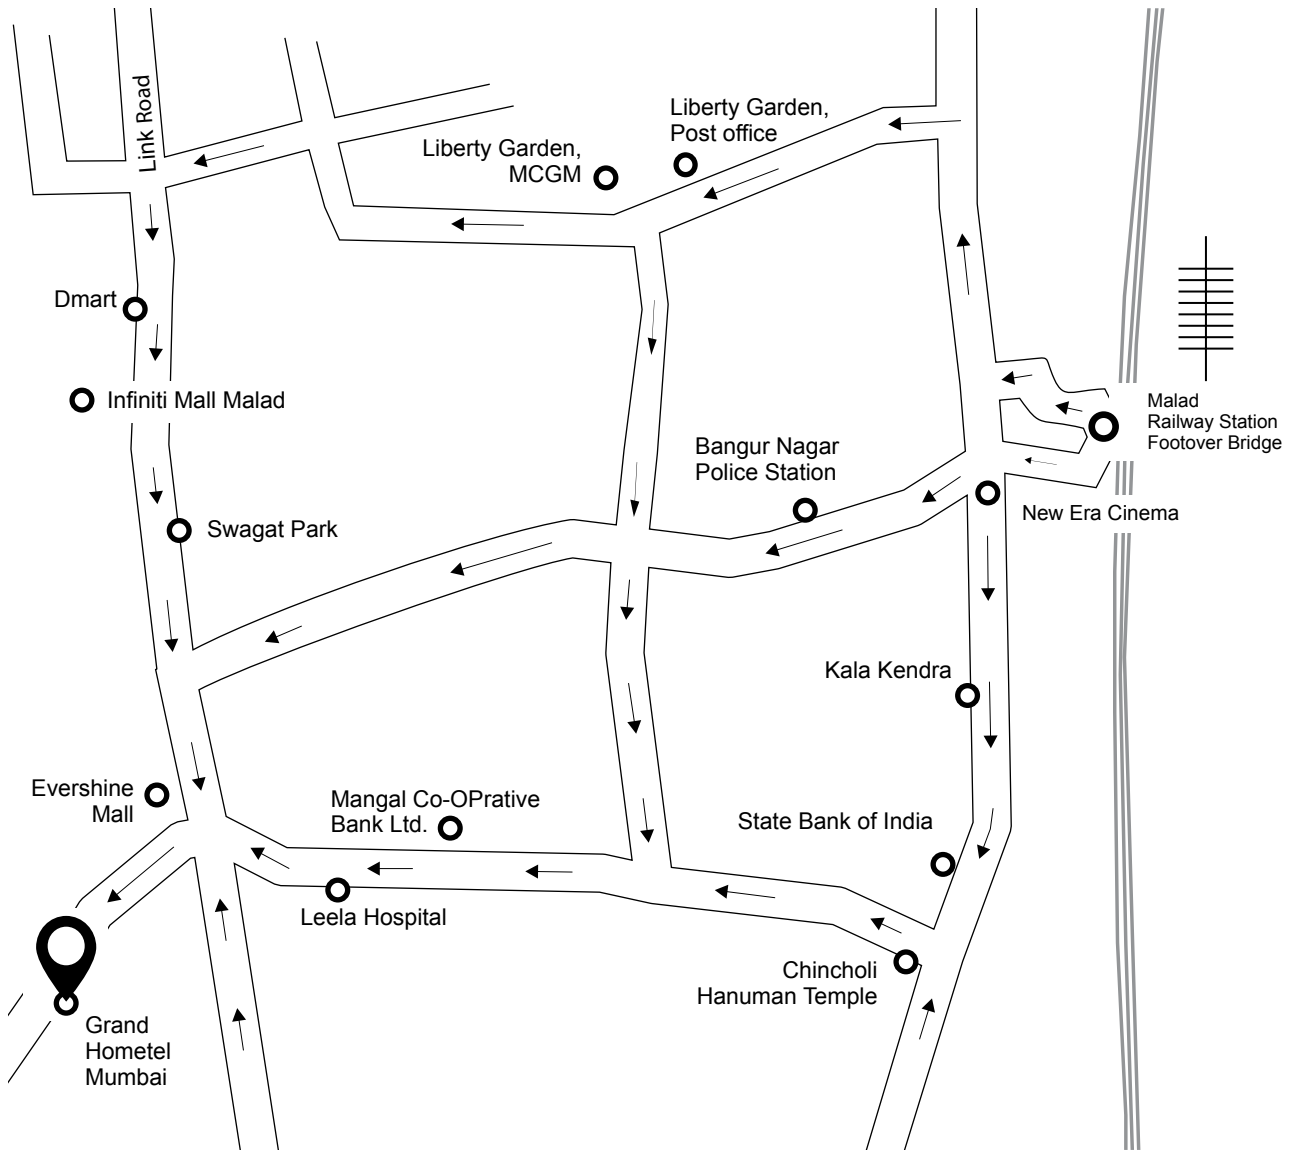 Link Road
Liberty Garden,
Post office
Liberty Garden,
MCGM
Dmart
Infiniti Mall Malad
Malad
Railway Station
Footover Bridge
Bangur Nagar
Police Station
New Era Cinema
Swagat Park
Kala Kendra
Evershine
Mall
Mangal Co-OPrative
Bank Ltd.
State Bank of India
Leela Hospital
Chincholi
Hanuman Temple
Grand
Hometel
Mumbai